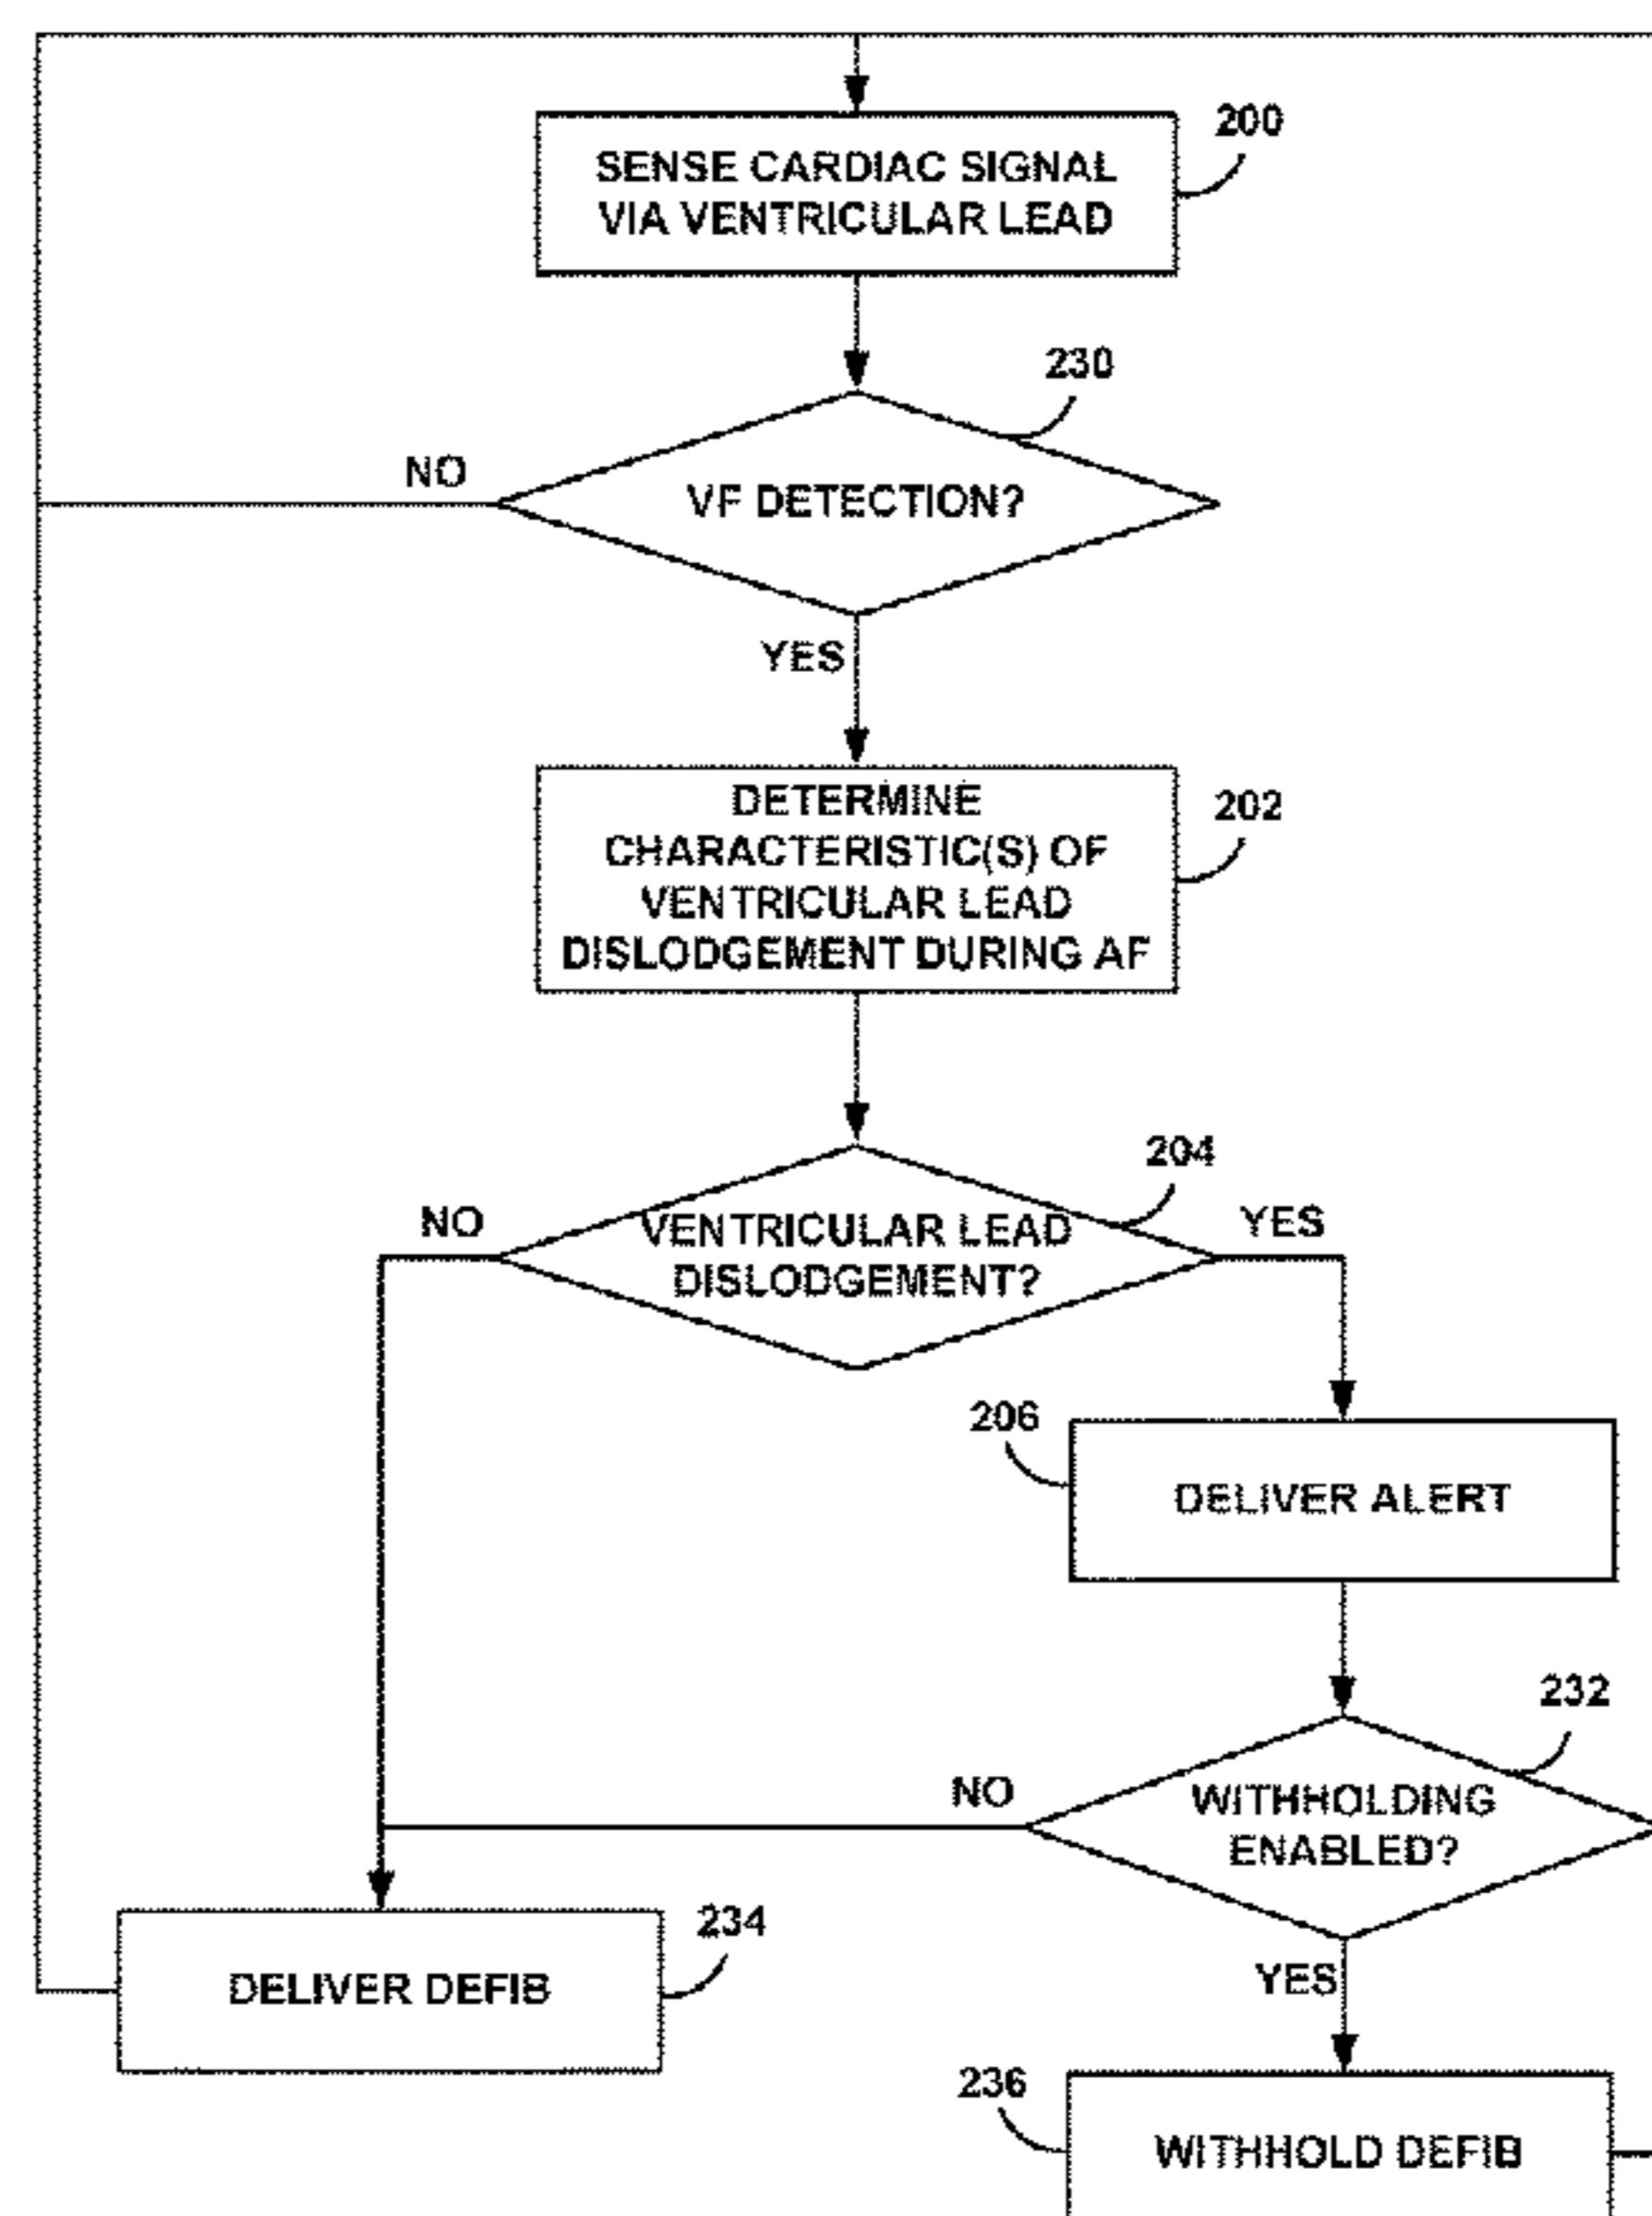 200
SENSE CARDIAC SIGNAL
VIA VENTRICULAR LEAD
230
NO
VF DETECTION?
YES
DETERMINE
CHARACTERISTIC(S) OF
VENTRICULAR LEAD
DISLODGEMENT DURING AF
202
204
NO
VENTRICULAR LEAD
DISLODGEMENT?
YES
206
DELIVER ALERT
232
NO
WITHHOLDING
ENABLED?
234
DELIVER DEFIB
YES
236
WITHHOLD DEFIB